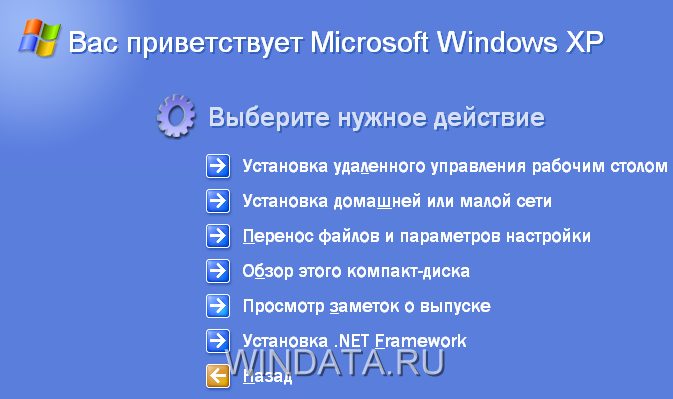 Вас приветствует Microsoft Windows XP
Выберите нужное действие
Установка удаленного управления рабочим столом
Установка домашней или малой сети
Перенос файлов и параметров настройки
Обзор этого компакт-диска
Просмотр заметок о выпуске
Установка .NET Framework
WINDATA.RU
Назад